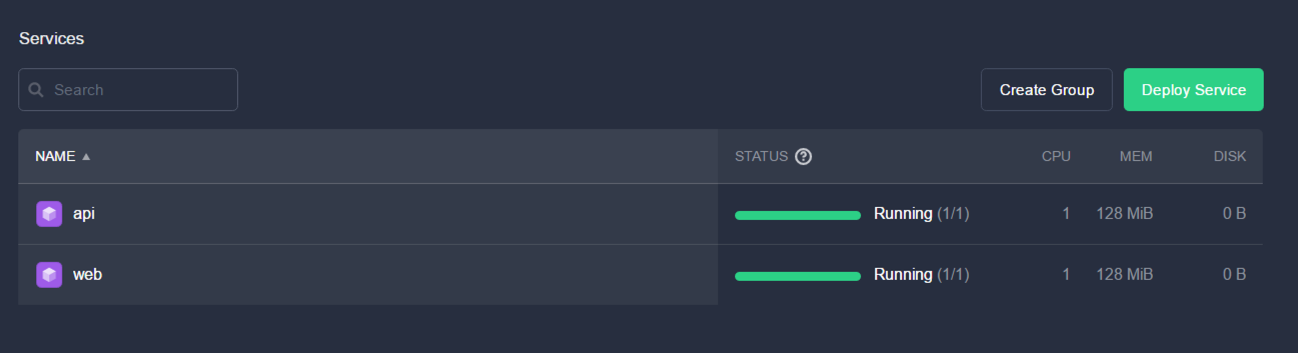 Services
Search
Create Group
Deploy Service
NAME STATUS ? CPU MEM DISK
api Running (1/1) 1 128 MiB 0 B
web Running (1/1) 1 128 MiB 0 B